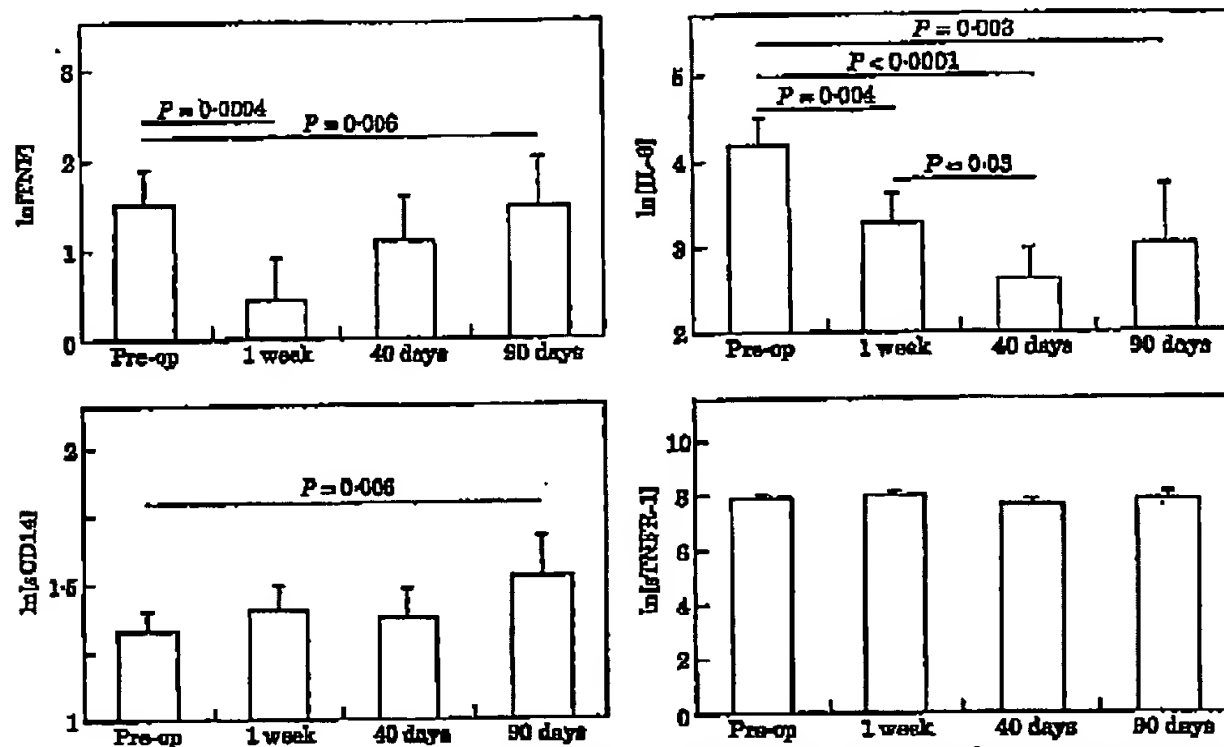 ln[TNF]
3
2
1
0
P = 0·0004
P = 0·006
Pre-op 1 week 40 days 90 days
ln[IL-6]
5
4
3
2
P = 0·003
P < 0·0001
P = 0·004
P = 0·03
Pre-op 1 week 40 days 90 days
ln[sCD14]
2
1·5
1
P = 0·006
Pre-op 1 week 40 days 90 days
ln[sTNFR-1]
10
8
6
4
2
0
Pre-op 1 week 40 days 90 days